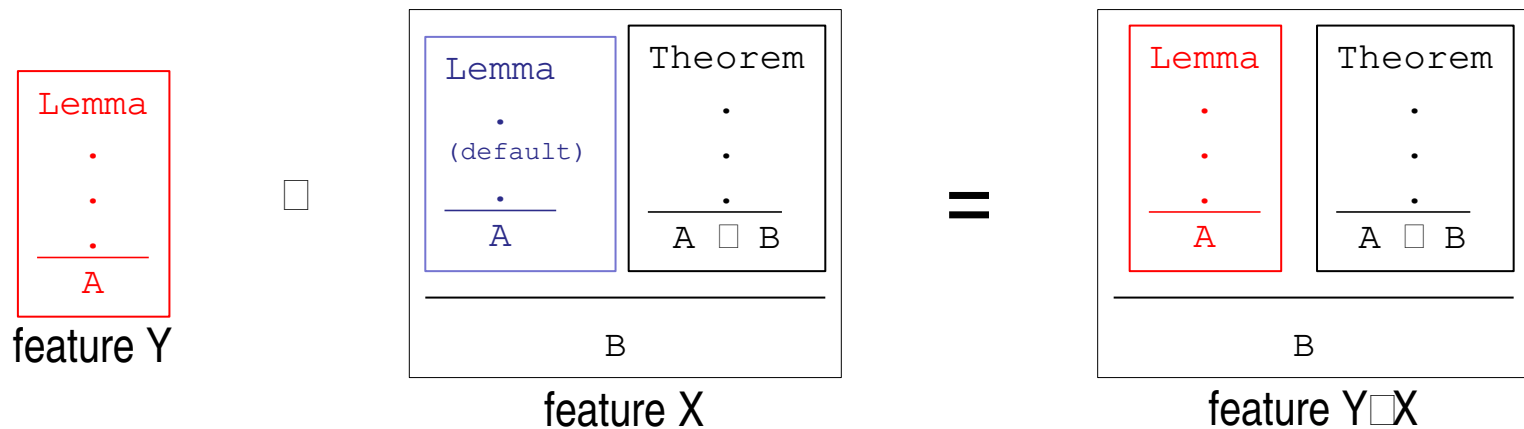 Lemma
.
.
.
A
feature Y
□
Lemma
.
(default)
.
A
Theorem
.
.
.
A □ B
B
feature X
=
Lemma
.
.
.
A
Theorem
.
.
.
A □ B
B
feature Y□X